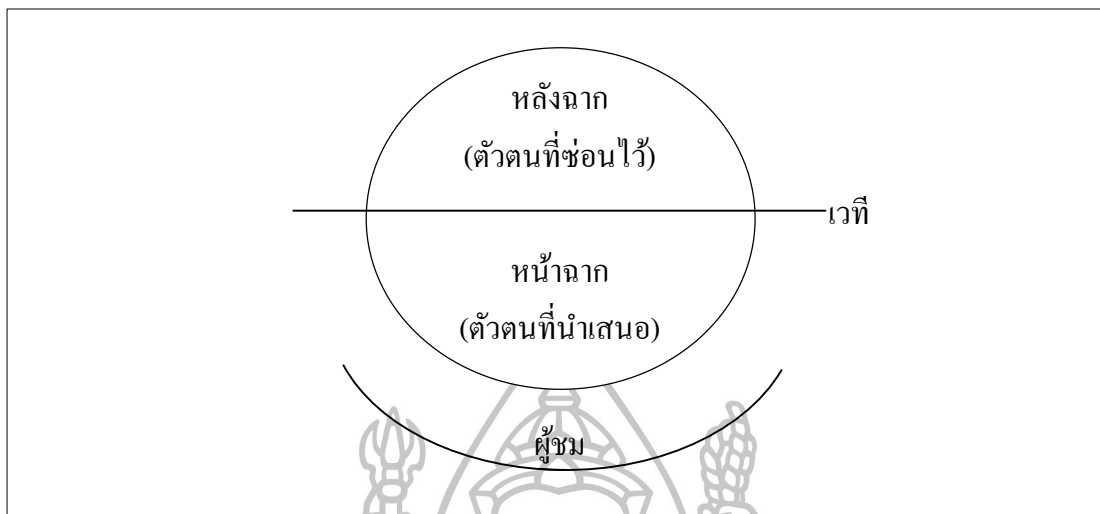 หลังฉาก
(ตัวตนที่ซ่อนไว้)
เวที
หน้าฉาก
(ตัวตนที่นำเสนอ)
ผู้ชม